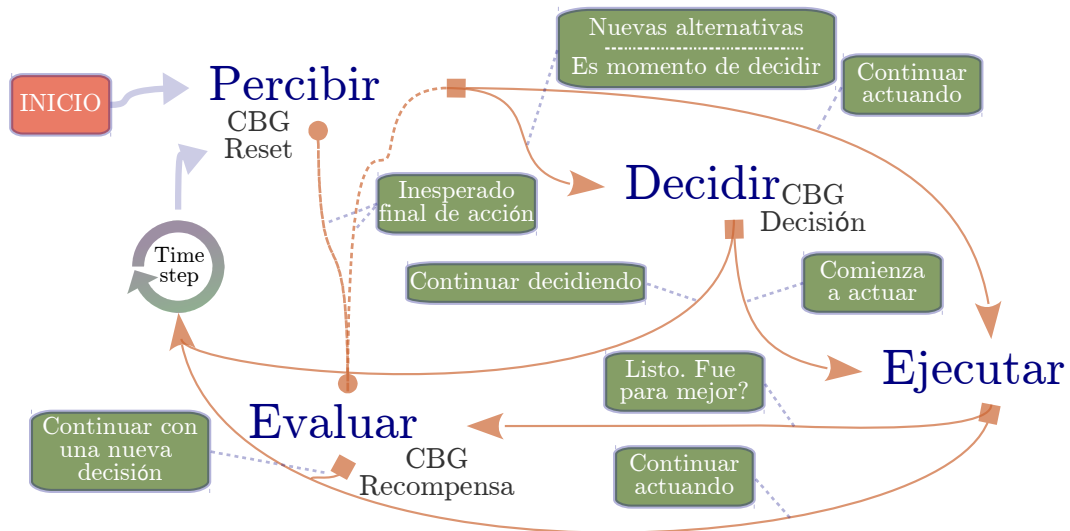 Nuevas alternativas
Es momento de decidir
Continuar
actuando
INICIO
Percibir
CBG
Reset
Inesperado
final de acción
Decidir
CBG
Decisión
Time
step
Continuar decidiendo
Comienza
a actuar
Listo. Fue
para mejor?
Ejecutar
Evaluar
CBG
Recompensa
Continuar con
una nueva
decisión
Continuar
actuando